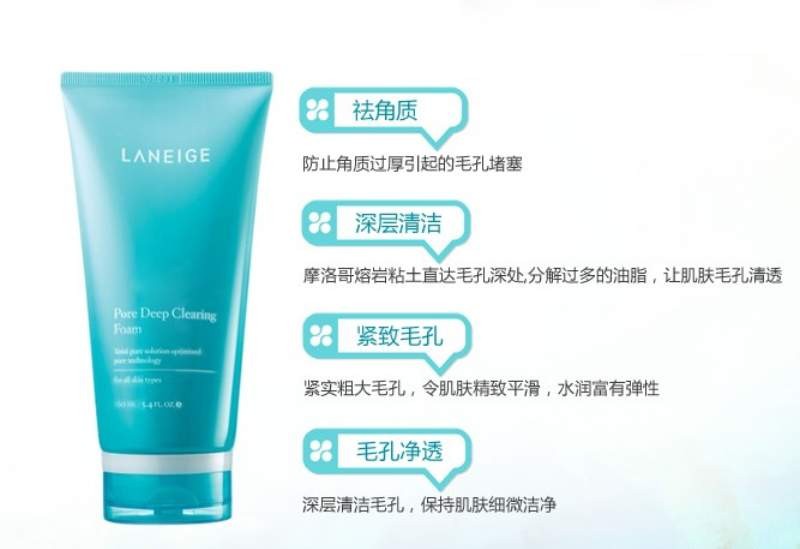 LANEIGE
Pore Deep Clearing
Foam
Total pore solution optimized
pore technology
for all skin types
160 ml / 5.4 FL.OZ.
祛角质
防止角质过厚引起的毛孔堵塞
深层清洁
摩洛哥熔岩粘土直达毛孔深处,分解过多的油脂，让肌肤毛孔清透
紧致毛孔
紧实粗大毛孔，令肌肤精致平滑，水润富有弹性
毛孔净透
深层清洁毛孔，保持肌肤细微洁净